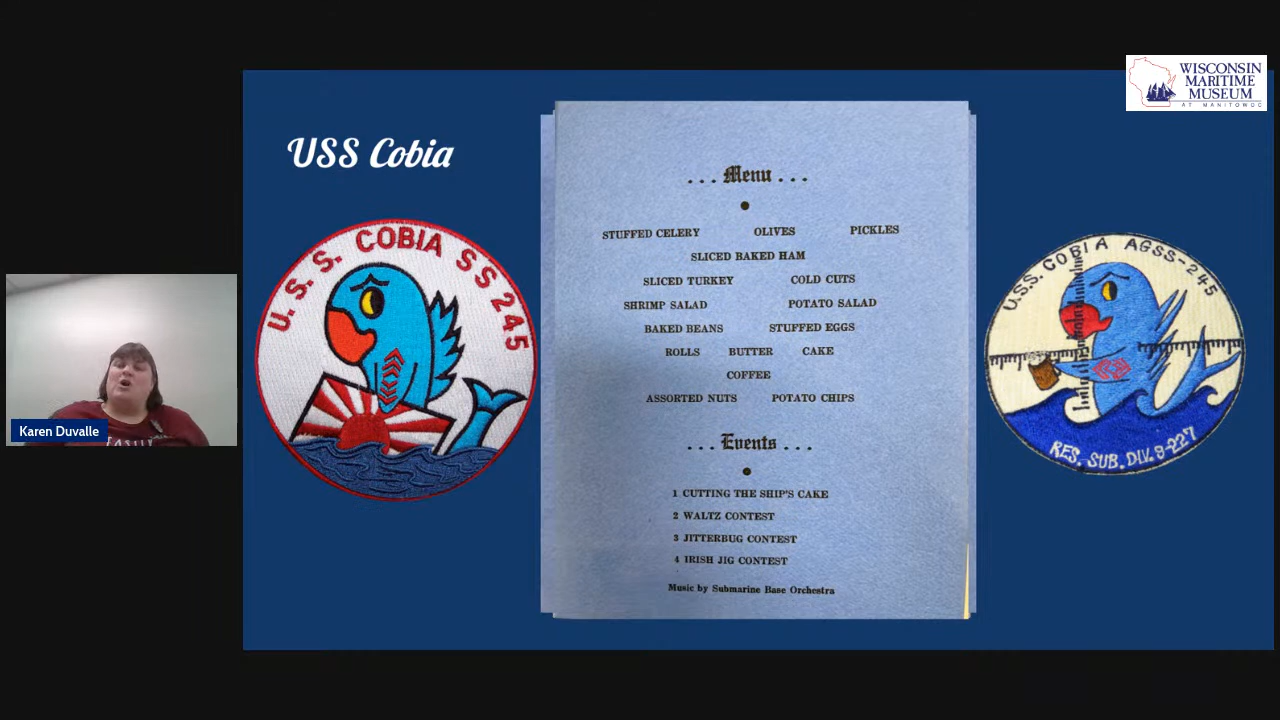 WISCONSIN
MARITIME
MUSEUM
AT MANITOWOC
USS Cobia
U. S. S. COBIA SS 245
. . . Menu . . .
STUFFED CELERY OLIVES PICKLES
SLICED BAKED HAM
SLICED TURKEY COLD CUTS
SHRIMP SALAD POTATO SALAD
BAKED BEANS STUFFED EGGS
ROLLS BUTTER CAKE
COFFEE
ASSORTED NUTS POTATO CHIPS
. . . Events . . .
1 CUTTING THE SHIP'S CAKE
2 WALTZ CONTEST
3 JITTERBUG CONTEST
4 IRISH JIG CONTEST
Music by Submarine Base Orchestra
U.S.S. COBIA AGSS-245
RES. SUB. DIV. 9-227
Karen Duvalle